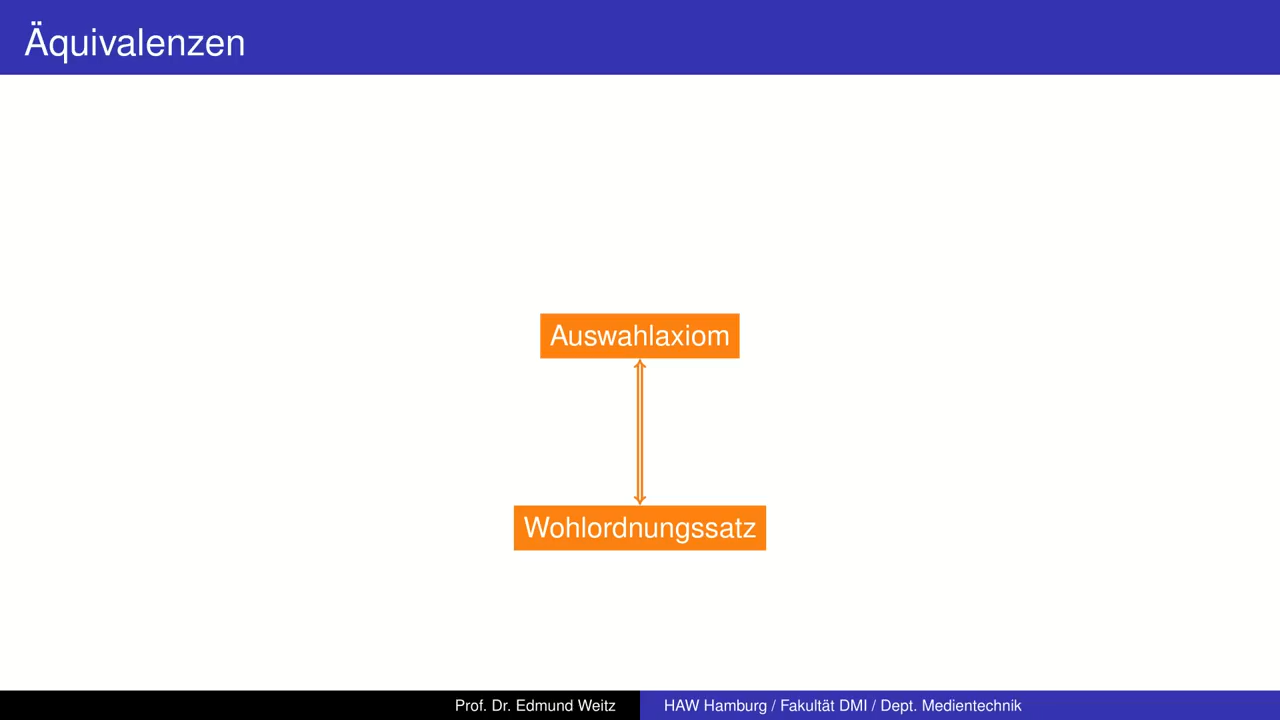 Äquivalenzen
Auswahlaxiom
Wohlordnungssatz
Prof. Dr. Edmund Weitz
HAW Hamburg / Fakultät DMI / Dept. Medientechnik